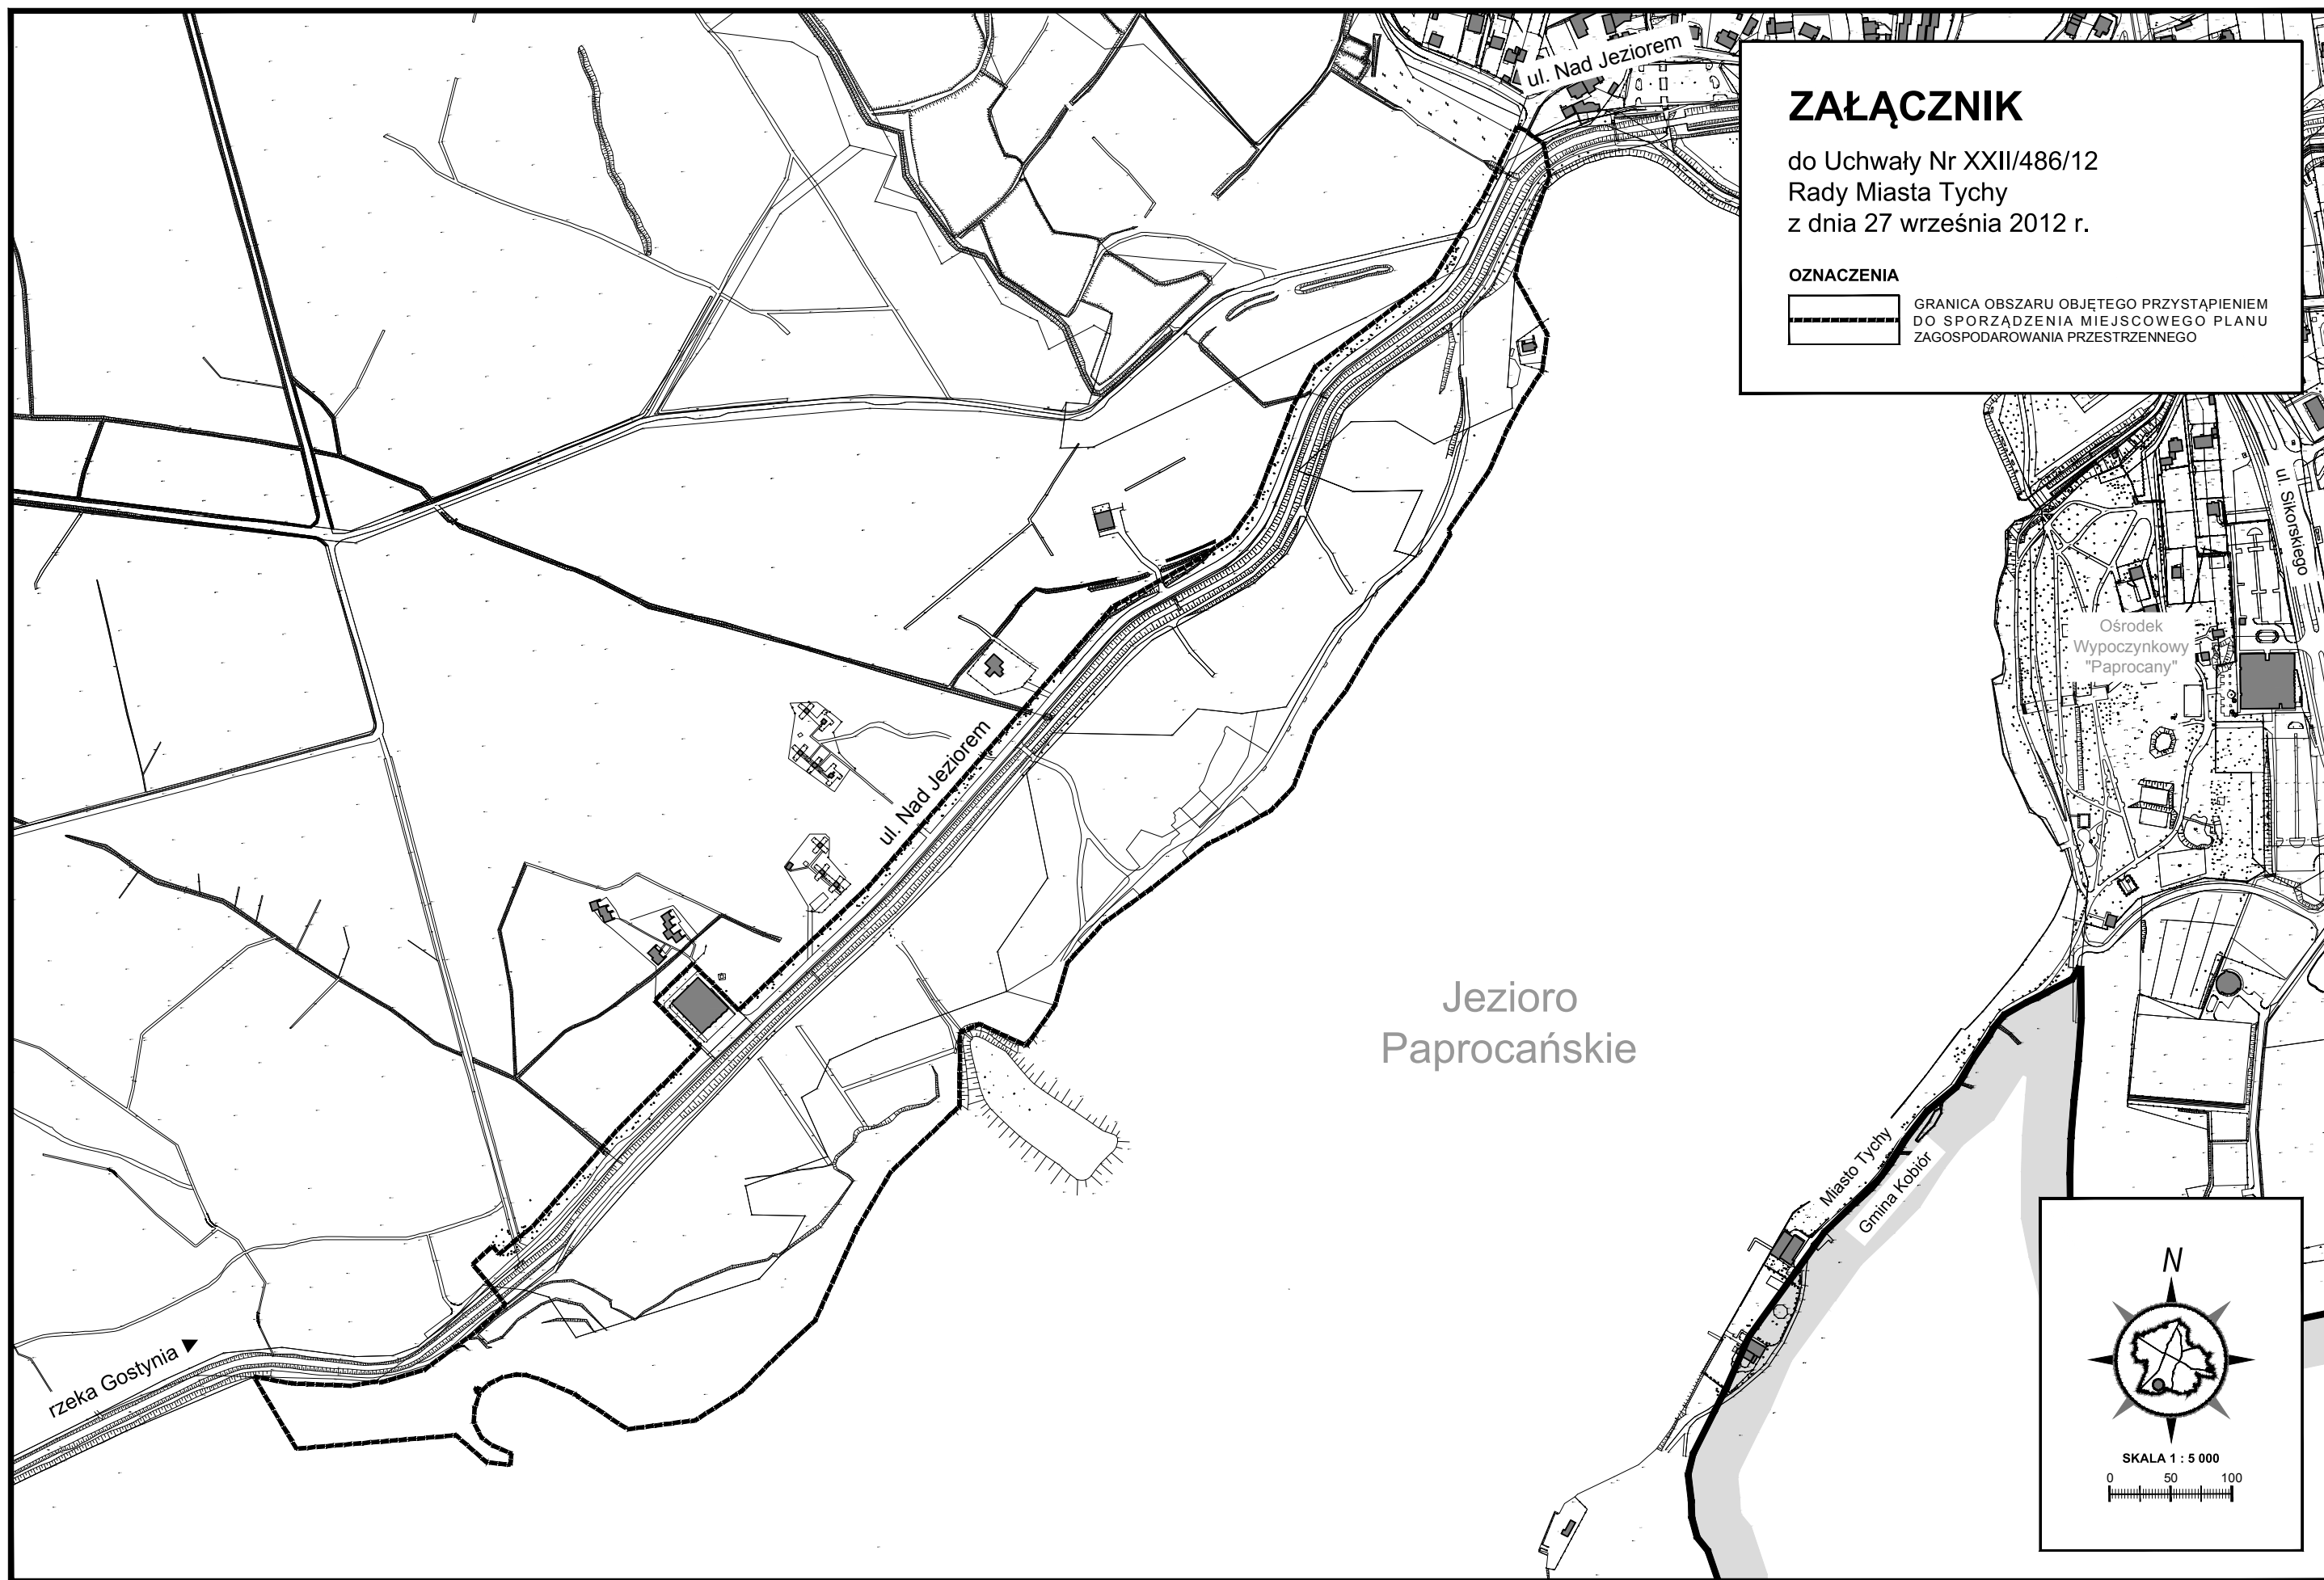 ul. Nad Jeziorem
ZAŁĄCZNIK
do Uchwały Nr XXII/486/12
Rady Miasta Tychy
z dnia 27 września 2012 r.
OZNACZENIA
GRANICA OBSZARU OBJĘTEGO PRZYSTĄPIENIEM
DO SPORZĄDZENIA MIEJSCOWEGO PLANU
ZAGOSPODAROWANIA PRZESTRZENNEGO
ul. Sikorskiego
Ośrodek
Wypoczynkowy
"Paprocany"
ul. Nad Jeziorem
Jezioro
Paprocańskie
Miasto Tychy
Gmina Kobiór
rzeka Gostynia
N
SKALA 1 : 5 000
0 50 100